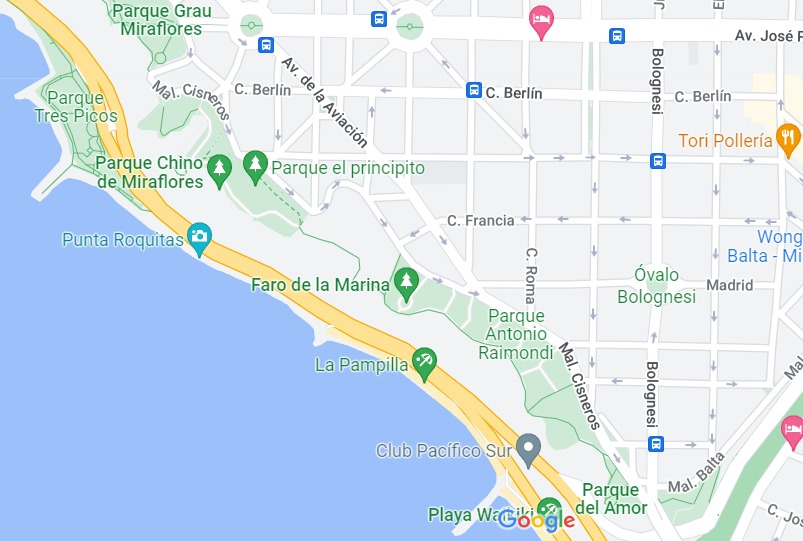 Parque Grau
Miraflores
Av. José P
Bolognesi
Av. de la Aviación
Mal. Cisneros
C. Berlín
C. Berlín
C. Berlín
Parque
Tres Picos
Tori Pollería
Parque Chino
de Miraflores
Parque el principito
C. Francia
Punta Roquitas
Wong
Balta - Mi
C. Roma
Óvalo
Bolognesi
Faro de la Marina
Madrid
Parque
Antonio
Raimondi
La Pampilla
Mal. Cisneros
Bolognesi
Club Pacífico Sur
Mal. Balta
Parque
del Amor
Playa Waikiki
Google
C. Jos